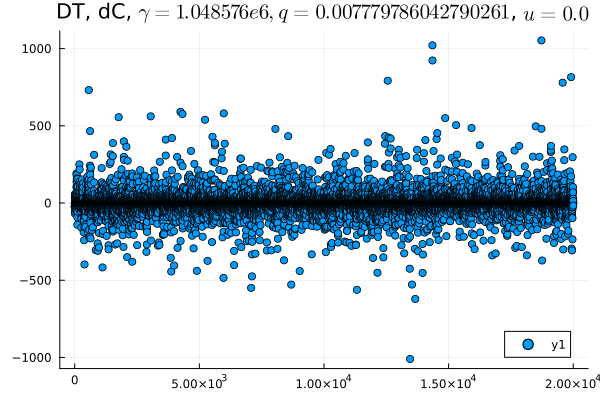 DT, dC, γ = 1.048576e6, q = 0.007779786042790261, u = 0.0
1000
500
0
−500
−1000
0 5.00×10³ 1.00×10⁴ 1.50×10⁴ 2.00×10⁴
y1